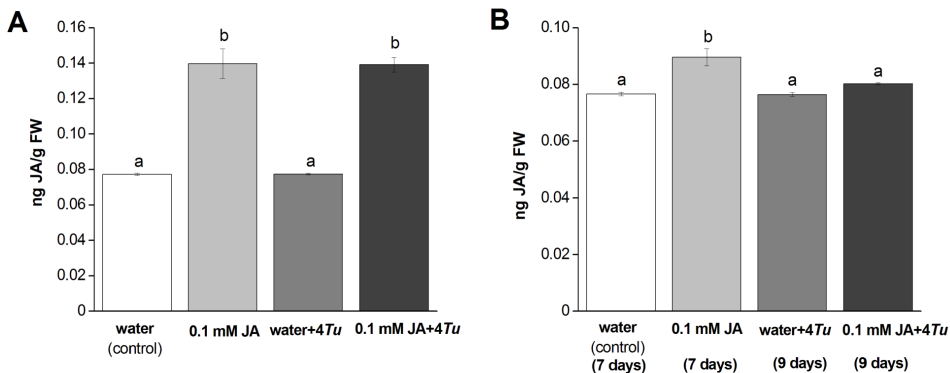 A
0.16
0.14
0.12
0.10
0.08
0.06
0.04
0.02
0
ng JA/g FW
a
b
a
b
water
(control)
0.1 mM JA
water+4Tu
0.1 mM JA+4Tu
B
0.10
0.08
0.06
0.04
0.02
0
ng JA/g FW
a
b
a
a
water
(control)
(7 days)
0.1 mM JA
(7 days)
water+4Tu
(9 days)
0.1 mM JA+4Tu
(9 days)